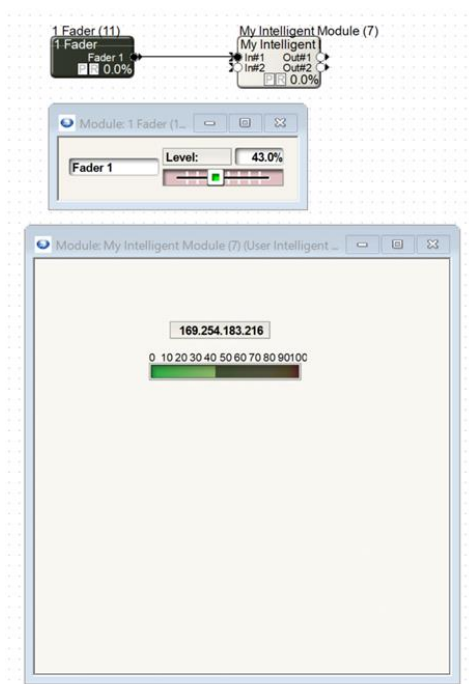 1 Fader (11)
My Intelligent Module (7)
1 Fader
My Intelligent
Fader 1
In#1 Out#1
In#2 Out#2
P R 0.0%
P R 0.0%
Module: 1 Fader (1...
Fader 1
Level: 43.0%
Module: My Intelligent Module (7) (User Intelligent ...
169.254.183.216
0 10 20 30 40 50 60 70 80 90100